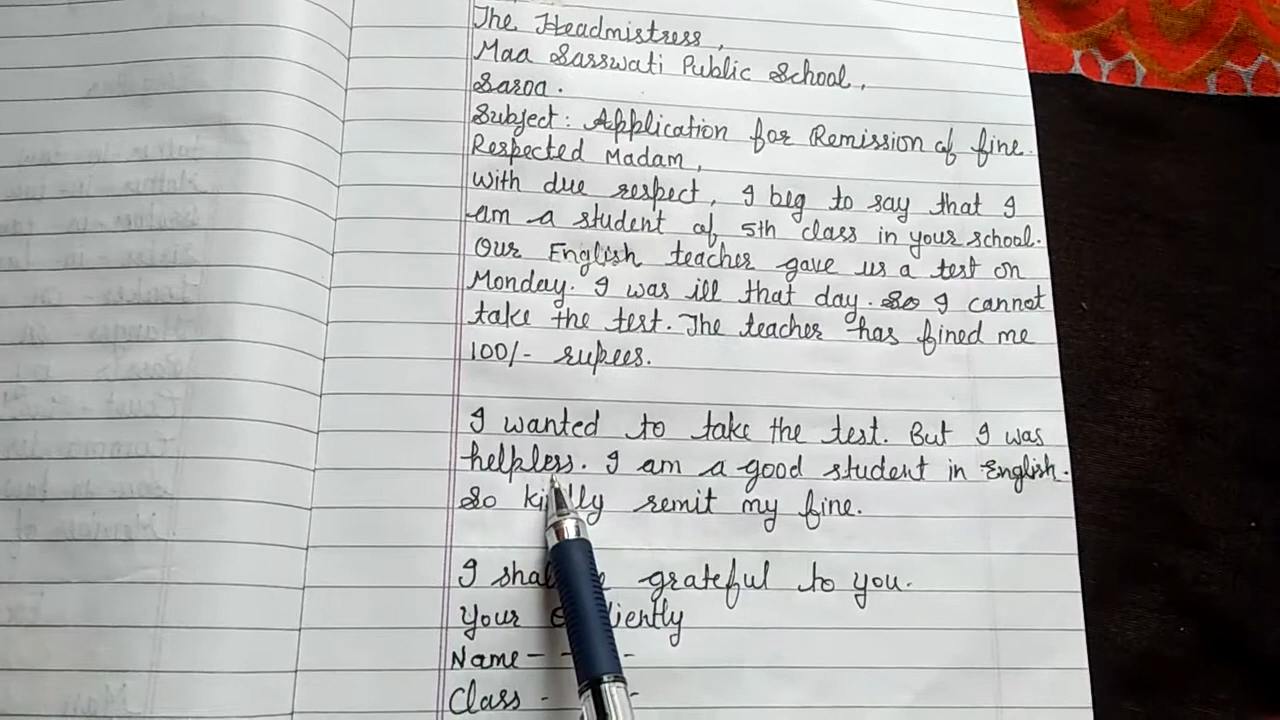 The Headmistress,
Maa Sarswati Public School,
Saroa.
Subject: Application for Remission of fine.
Respected Madam,
With due respect, I beg to say that I
am a student of 5th class in your school.
Our English teacher gave us a test on
Monday. I was ill that day. So I cannot
take the test. The teacher has fined me
100/- rupees.
I wanted to take the test. But I was
helpless. I am a good student in English.
So kindly remit my fine.
I shall grateful to you.
Your
Name - - -
Class - -